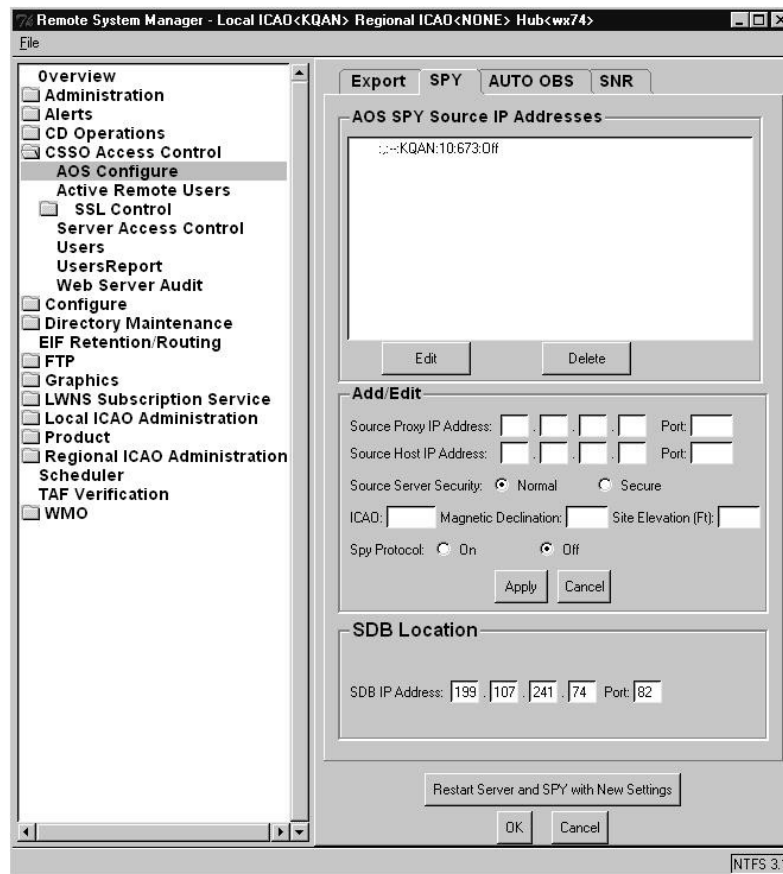 Remote System Manager - Local ICAO<KQAN> Regional ICAO<NONE> Hub<wx74>
File
Overview
Administration
Alerts
CD Operations
CSSO Access Control
AOS Configure
Active Remote Users
SSL Control
Server Access Control
Users
UsersReport
Web Server Audit
Configure
Directory Maintenance
EIF Retention/Routing
FTP
Graphics
LWNS Subscription Service
Local ICAO Administration
Product
Regional ICAO Administration
Scheduler
TAF Verification
WMO
Export SPY AUTO OBS SNR
AOS SPY Source IP Addresses
:,:--:KQAN:10:673:Off
Edit Delete
Add/Edit
Source Proxy IP Address: . . . Port:
Source Host IP Address: . . . Port:
Source Server Security: Normal Secure
ICAO: Magnetic Declination: Site Elevation (Ft):
Spy Protocol: On Off
Apply Cancel
SDB Location
SDB IP Address: 199 . 107 . 241 . 74 Port: 82
Restart Server and SPY with New Settings
OK Cancel
NTFS 3.